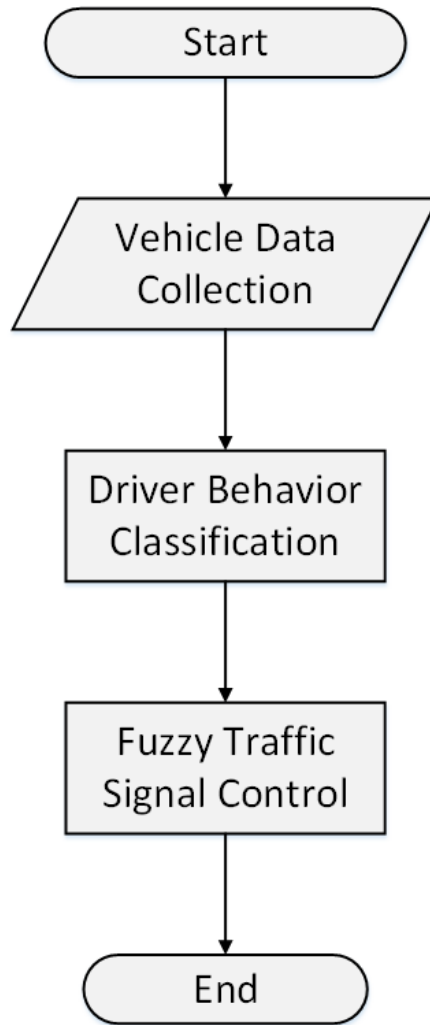 Start
Vehicle Data
Collection
Driver Behavior
Classification
Fuzzy Traffic
Signal Control
End